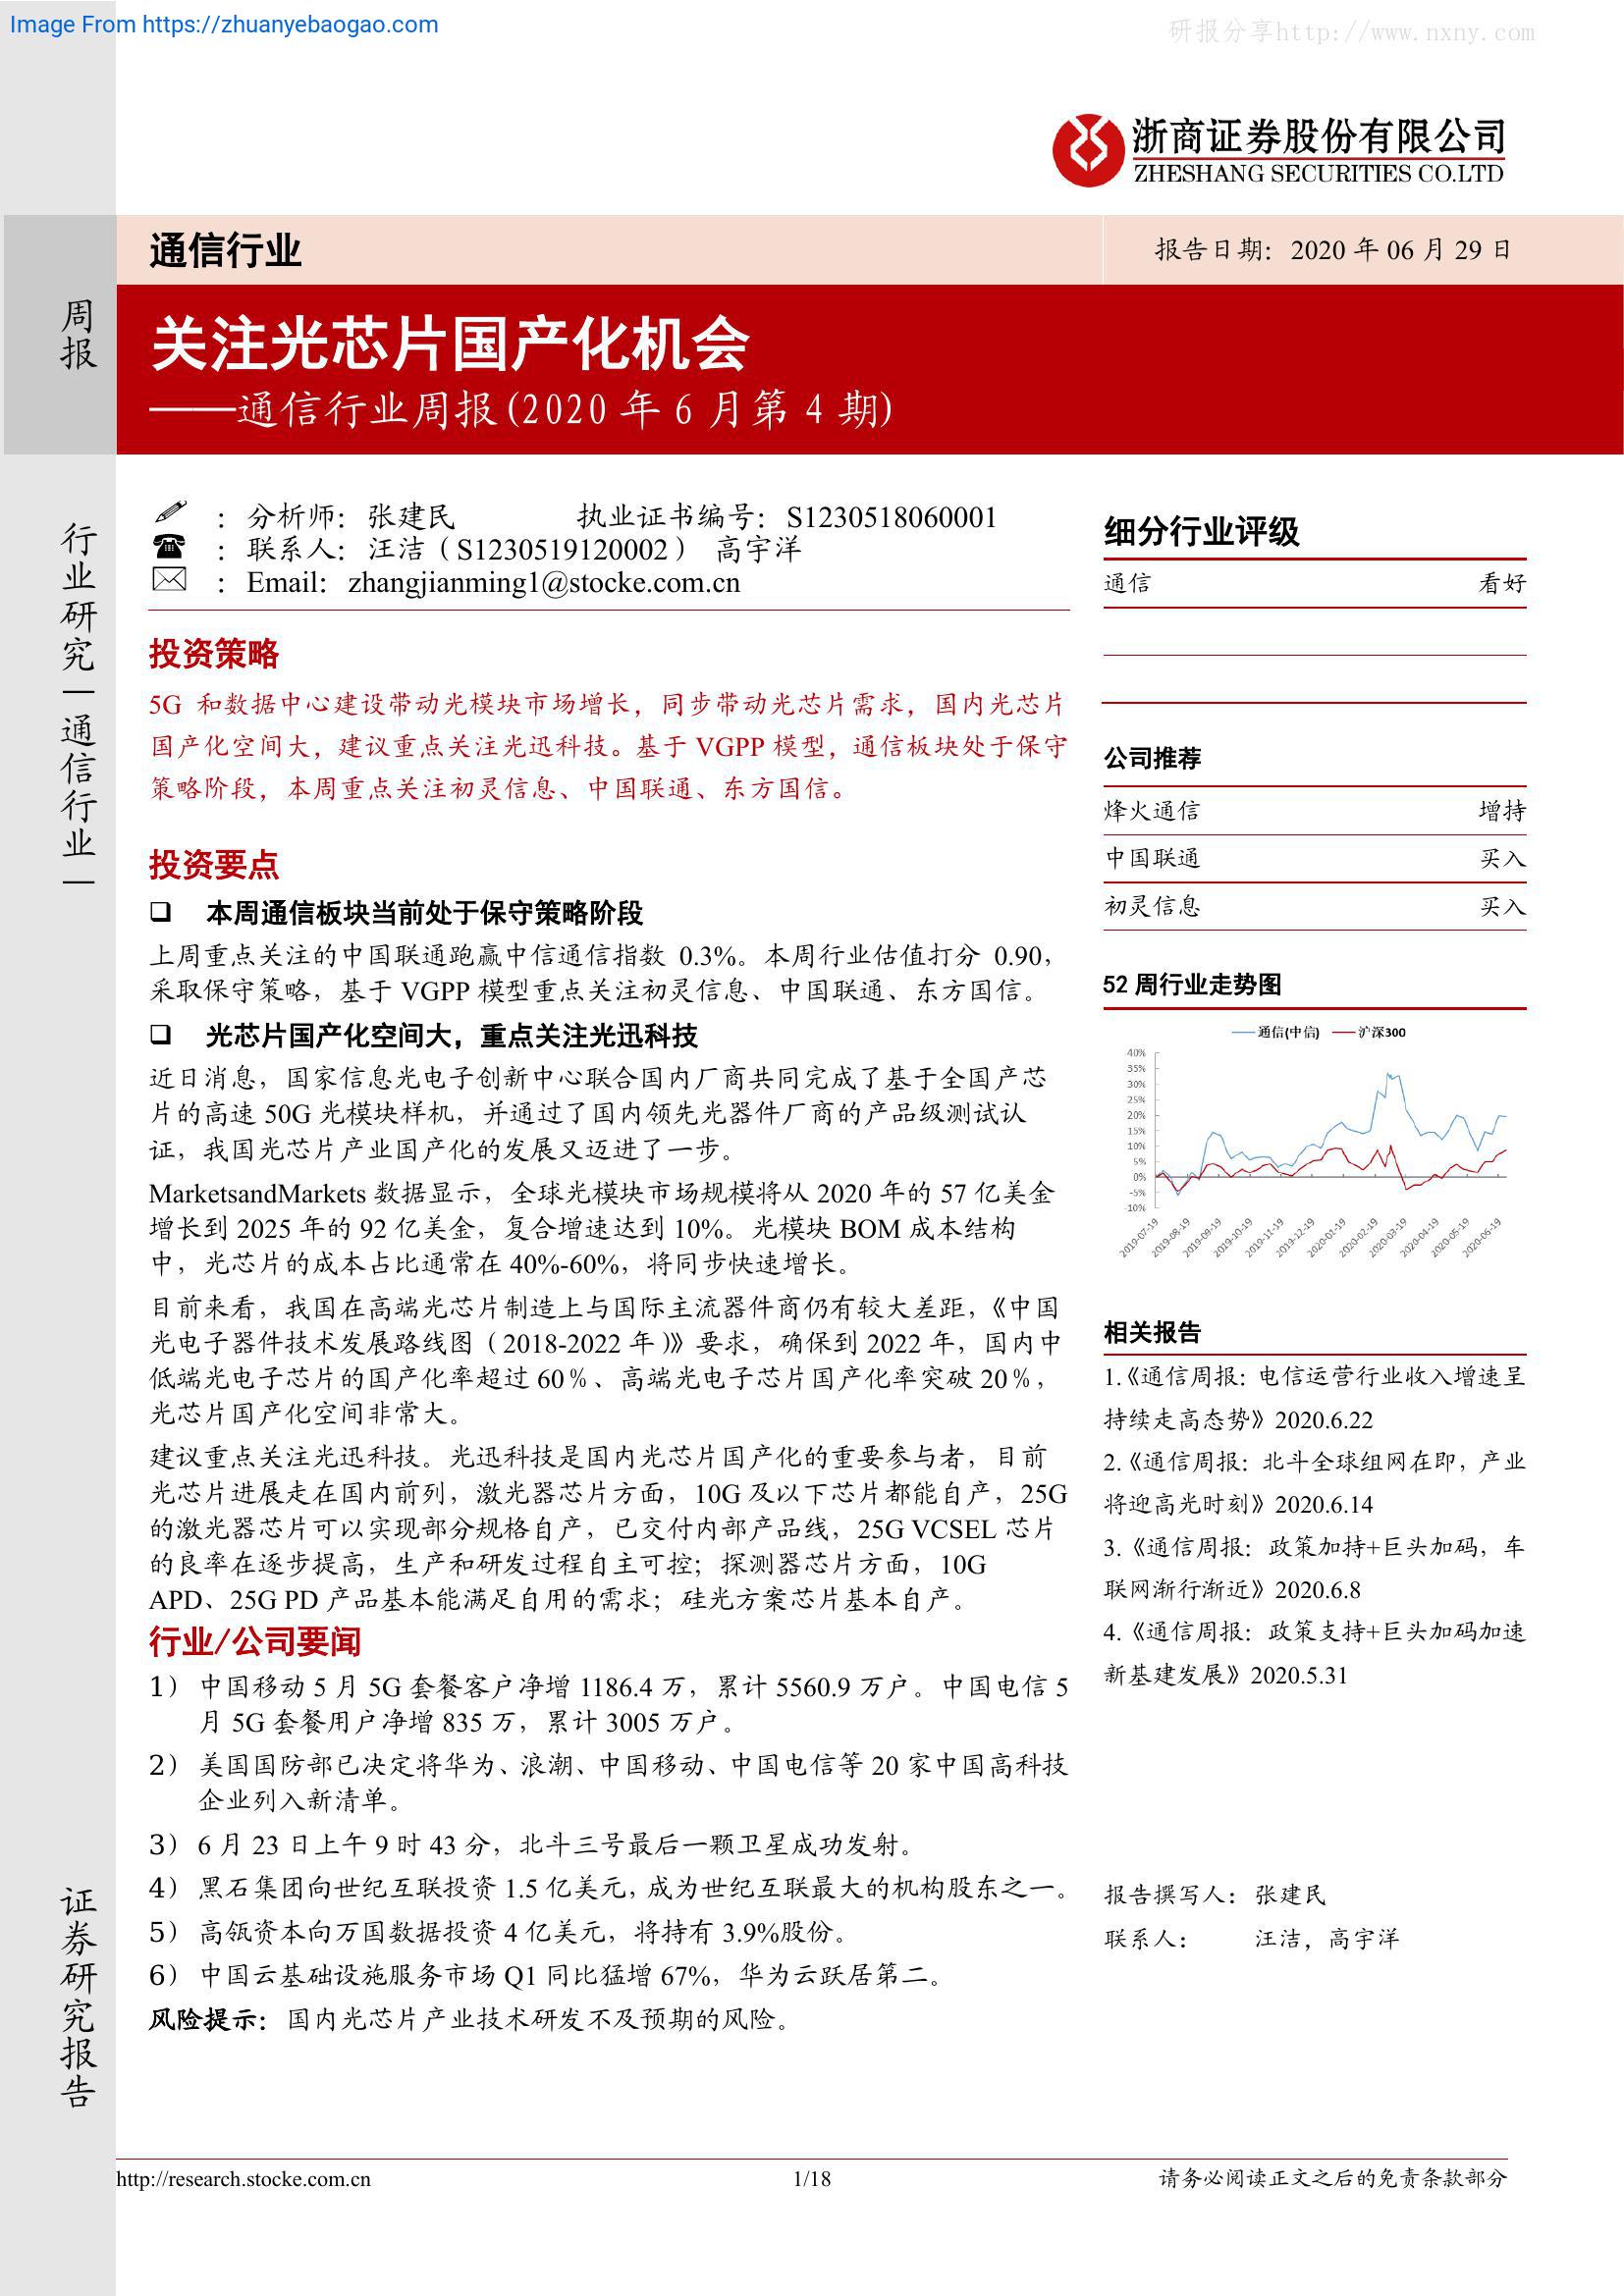 Image From https://zhuanyebaogao.com
研报分享http://www.nxny.com
浙商证券股份有限公司
ZHESHANG SECURITIES CO.LTD
通信行业
报告日期：2020 年 06 月 29 日
周报
关注光芯片国产化机会
——通信行业周报(2020 年 6 月第 4 期)
行业研究｜通信行业｜
证券研究报告
：分析师：张建民 执业证书编号：S1230518060001
：联系人：汪洁（S1230519120002） 高宇洋
：Email：zhangjianming1@stocke.com.cn
投资策略
5G 和数据中心建设带动光模块市场增长，同步带动光芯片需求，国内光芯片
国产化空间大，建议重点关注光迅科技。基于 VGPP 模型，通信板块处于保守
策略阶段，本周重点关注初灵信息、中国联通、东方国信。
投资要点
❑ 本周通信板块当前处于保守策略阶段
上周重点关注的中国联通跑赢中信通信指数 0.3%。本周行业估值打分 0.90，
采取保守策略，基于 VGPP 模型重点关注初灵信息、中国联通、东方国信。
❑ 光芯片国产化空间大，重点关注光迅科技
近日消息，国家信息光电子创新中心联合国内厂商共同完成了基于全国产芯
片的高速 50G 光模块样机，并通过了国内领先光器件厂商的产品级测试认
证，我国光芯片产业国产化的发展又迈进了一步。
MarketsandMarkets 数据显示，全球光模块市场规模将从 2020 年的 57 亿美金
增长到 2025 年的 92 亿美金，复合增速达到 10%。光模块 BOM 成本结构
中，光芯片的成本占比通常在 40%-60%，将同步快速增长。
目前来看，我国在高端光芯片制造上与国际主流器件商仍有较大差距，《中国
光电子器件技术发展路线图（2018-2022 年）》要求，确保到 2022 年，国内中
低端光电子芯片的国产化率超过 60％、高端光电子芯片国产化率突破 20％，
光芯片国产化空间非常大。
建议重点关注光迅科技。光迅科技是国内光芯片国产化的重要参与者，目前
光芯片进展走在国内前列，激光器芯片方面，10G 及以下芯片都能自产，25G
的激光器芯片可以实现部分规格自产，已交付内部产品线，25G VCSEL 芯片
的良率在逐步提高，生产和研发过程自主可控；探测器芯片方面，10G
APD、25G PD 产品基本能满足自用的需求；硅光方案芯片基本自产。
行业/公司要闻
1） 中国移动 5 月 5G 套餐客户净增 1186.4 万，累计 5560.9 万户。中国电信 5
月 5G 套餐用户净增 835 万，累计 3005 万户。
2） 美国国防部已决定将华为、浪潮、中国移动、中国电信等 20 家中国高科技
企业列入新清单。
3） 6 月 23 日上午 9 时 43 分，北斗三号最后一颗卫星成功发射。
4） 黑石集团向世纪互联投资 1.5 亿美元，成为世纪互联最大的机构股东之一。
5） 高瓴资本向万国数据投资 4 亿美元，将持有 3.9%股份。
6） 中国云基础设施服务市场 Q1 同比猛增 67%，华为云跃居第二。
风险提示：国内光芯片产业技术研发不及预期的风险。
细分行业评级
通信 看好
公司推荐
烽火通信 增持
中国联通 买入
初灵信息 买入
52 周行业走势图
通信(中信) 沪深300
40%
35%
30%
25%
20%
15%
10%
5%
0%
-5%
-10%
2019-07-19 2019-08-19 2019-09-19 2019-10-19 2019-11-19 2019-12-19 2020-01-19 2020-02-19 2020-03-19 2020-04-19 2020-05-19 2020-06-19
相关报告
1.《通信周报：电信运营行业收入增速呈
持续走高态势》2020.6.22
2.《通信周报：北斗全球组网在即，产业
将迎高光时刻》2020.6.14
3.《通信周报：政策加持+巨头加码，车
联网渐行渐近》2020.6.8
4.《通信周报：政策支持+巨头加码加速
新基建发展》2020.5.31
报告撰写人：张建民
联系人： 汪洁，高宇洋
http://research.stocke.com.cn
1/18
请务必阅读正文之后的免责条款部分